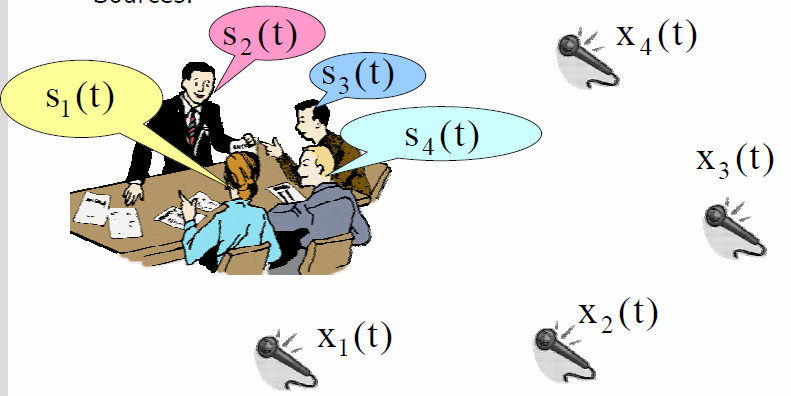 Sources:
s₂(t)
s₃(t)
s₁(t)
s₄(t)
x₄(t)
x₃(t)
x₂(t)
x₁(t)